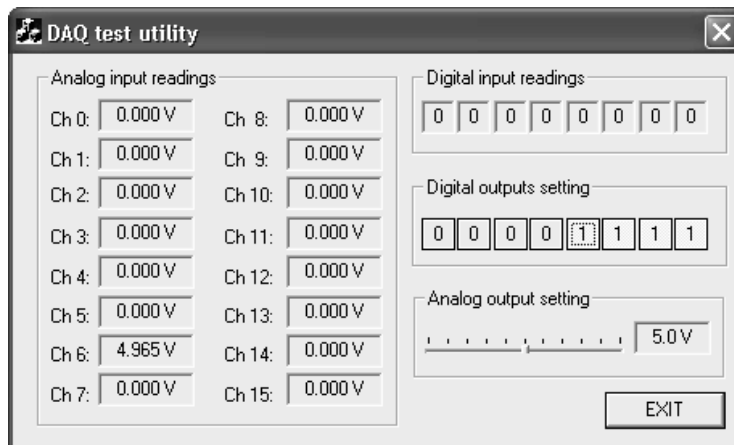 DAQ test utility
Analog input readings
Ch 0: 0.000 V
Ch 1: 0.000 V
Ch 2: 0.000 V
Ch 3: 0.000 V
Ch 4: 0.000 V
Ch 5: 0.000 V
Ch 6: 4.965 V
Ch 7: 0.000 V
Ch 8: 0.000 V
Ch 9: 0.000 V
Ch 10: 0.000 V
Ch 11: 0.000 V
Ch 12: 0.000 V
Ch 13: 0.000 V
Ch 14: 0.000 V
Ch 15: 0.000 V
Digital input readings
0 0 0 0 0 0 0 0
Digital outputs setting
0 0 0 0 1 1 1 1
Analog output setting
5.0 V
EXIT